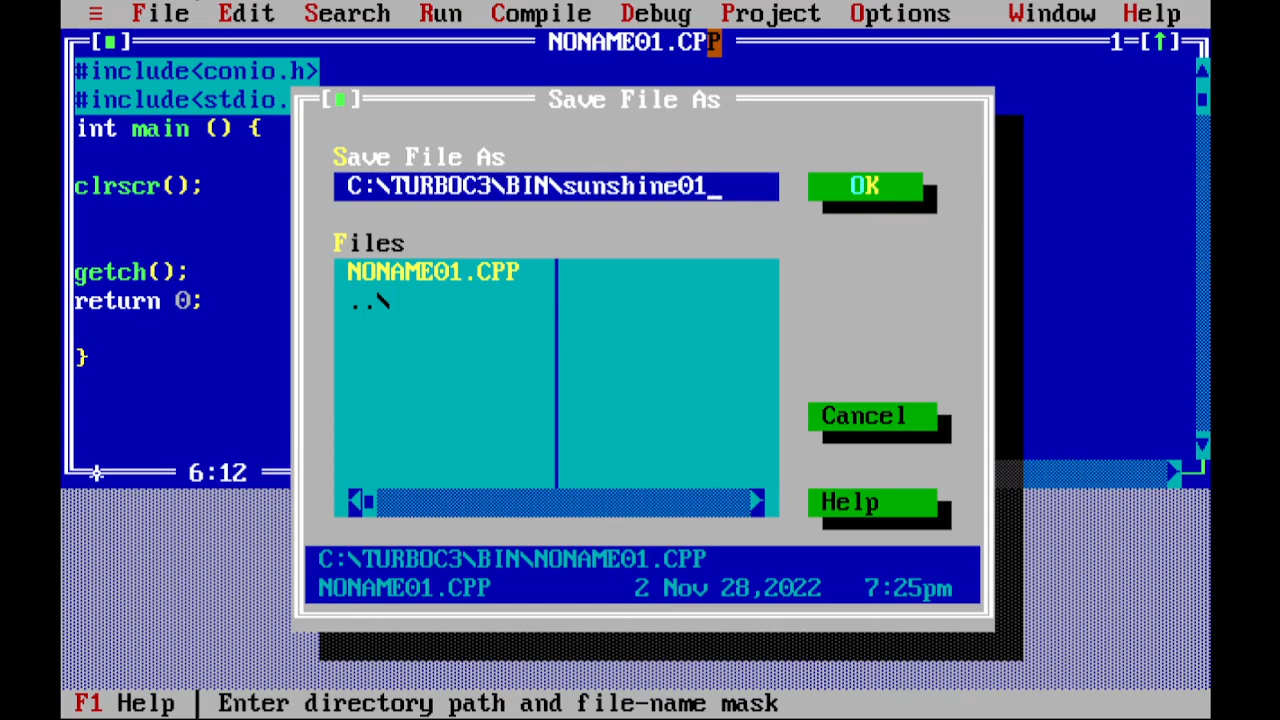 ≡ File Edit Search Run Compile Debug Project Options Window Help
[■] NONAME01.CPP 1=[↑]
#include<conio.h>
#include<stdio.
int main () {
clrscr();
getch();
return 0;
}
6:12
[■] Save File As
Save File As
C:\TURBOC3\BIN\sunshine01_
OK
Files
NONAME01.CPP
..\
Cancel
Help
C:\TURBOC3\BIN\NONAME01.CPP
NONAME01.CPP 2 Nov 28,2022 7:25pm
F1 Help | Enter directory path and file-name mask